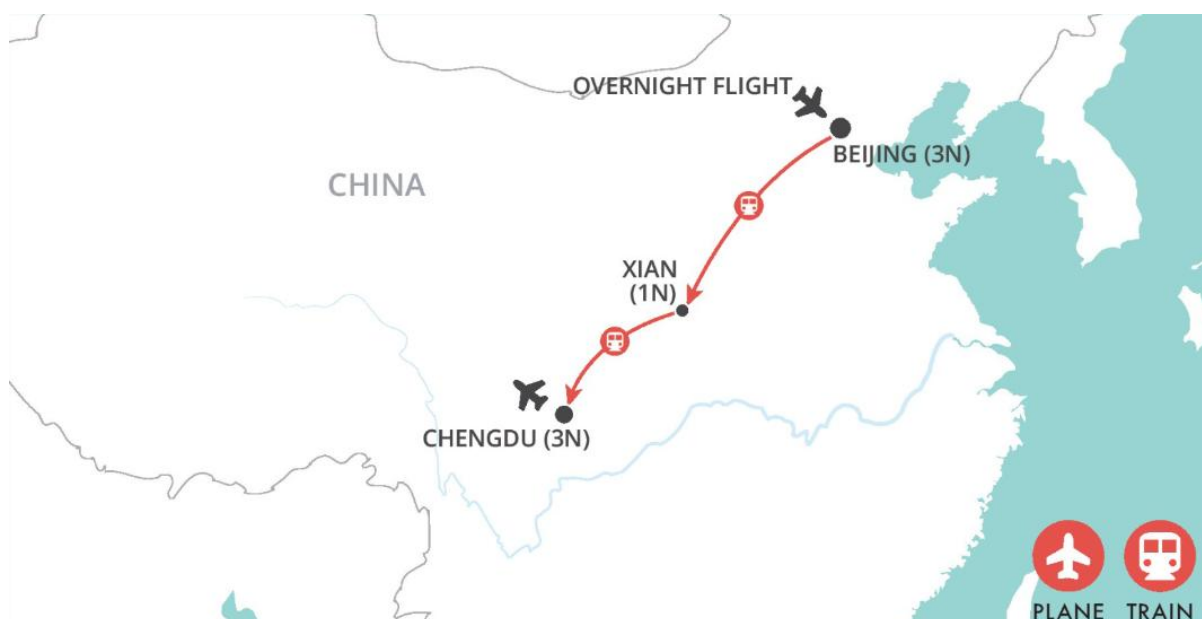 OVERNIGHT FLIGHT
BEIJING (3N)
CHINA
XIAN
(1N)
CHENGDU (3N)
PLANE
TRAIN